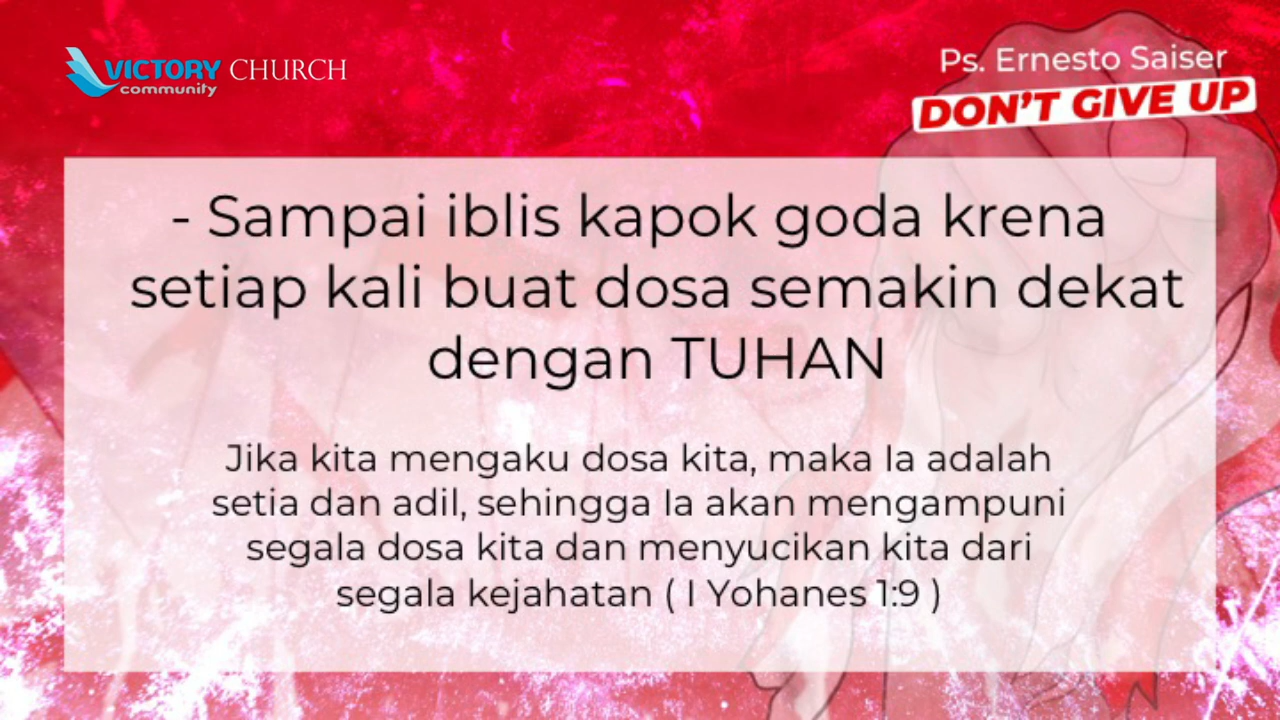 VICTORY CHURCH
community
Ps. Ernesto Saiser
DON'T GIVE UP
- Sampai iblis kapok goda krena
setiap kali buat dosa semakin dekat
dengan TUHAN
Jika kita mengaku dosa kita, maka Ia adalah
setia dan adil, sehingga Ia akan mengampuni
segala dosa kita dan menyucikan kita dari
segala kejahatan ( I Yohanes 1:9 )